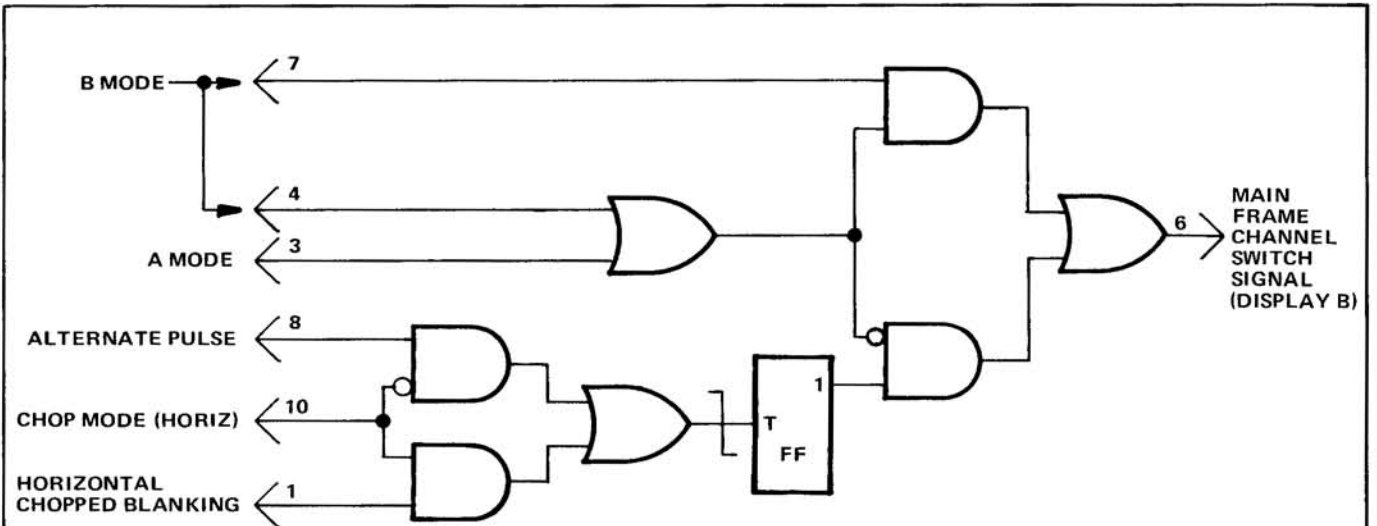 B MODE
7
4
3
A MODE
8
ALTERNATE PULSE
10
CHOP MODE (HORIZ)
1
HORIZONTAL
CHOPPED BLANKING
T
1
FF
6
MAIN
FRAME
CHANNEL
SWITCH
SIGNAL
(DISPLAY B)